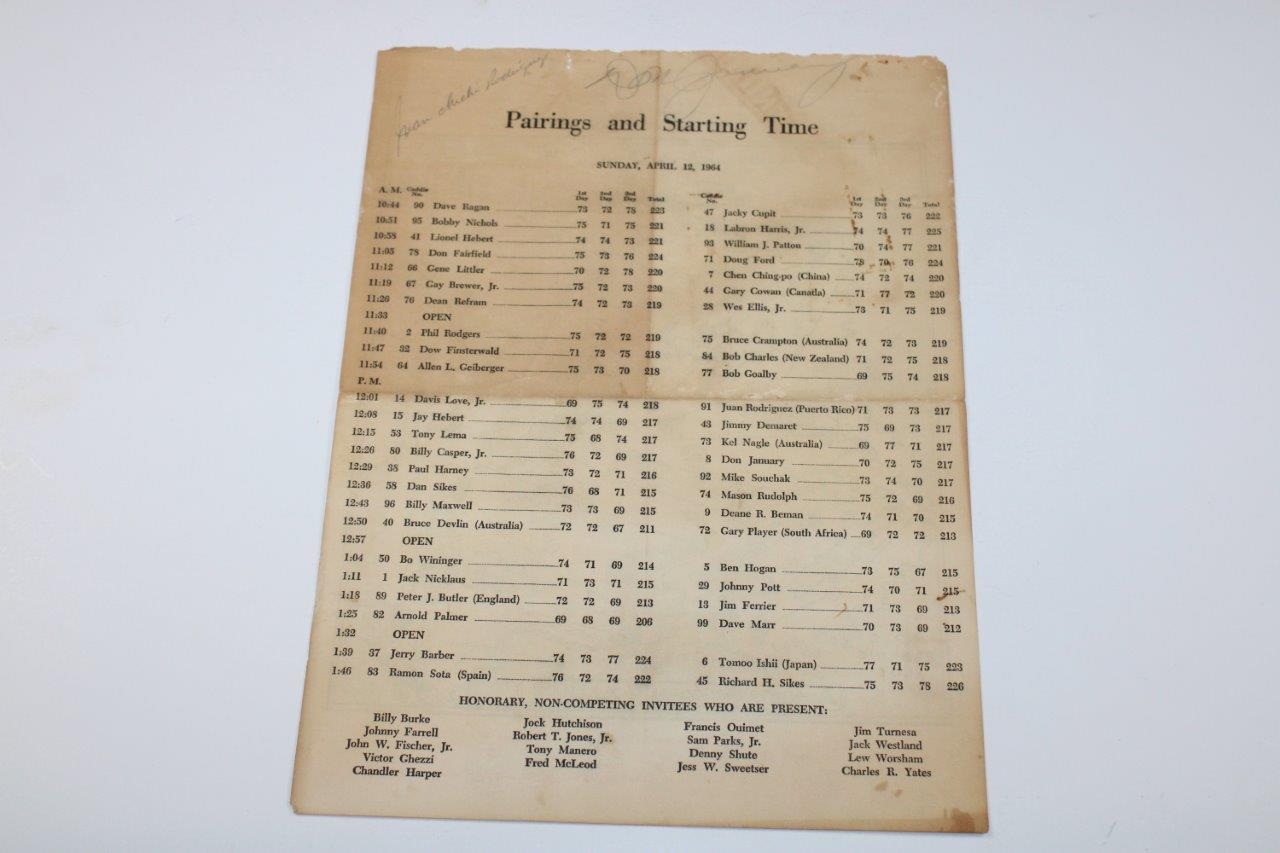 Juan Chichi Rodriguez
Don January
Pairings and Starting Time
SUNDAY, APRIL 12, 1964
A. M. Caddie No. 1st Day 2nd Day 3rd Day Total Caddie No. 1st Day 2nd Day 3rd Day Total
10:44 90 Dave Ragan 73 72 78 223 47 Jacky Cupit 73 73 76 222
10:51 95 Bobby Nichols 75 71 75 221 18 Labron Harris, Jr. 74 74 77 225
10:58 41 Lionel Hebert 74 74 73 221 93 William J. Patton 70 74 77 221
11:05 78 Don Fairfield 75 73 76 224 71 Doug Ford 78 70 76 224
11:12 66 Gene Littler 70 72 78 220 7 Chen Ching-po (China) 74 72 74 220
11:19 67 Gay Brewer, Jr. 75 72 73 220 44 Gary Cowan (Canada) 71 77 72 220
11:26 76 Dean Refram 74 72 73 219 28 Wes Ellis, Jr. 73 71 75 219
11:33 OPEN
11:40 2 Phil Rodgers 75 72 72 219 75 Bruce Crampton (Australia) 74 72 73 219
11:47 32 Dow Finsterwald 71 72 75 218 84 Bob Charles (New Zealand) 71 72 75 218
11:54 64 Allen L. Geiberger 75 73 70 218 77 Bob Goalby 69 75 74 218
P. M.
12:01 14 Davis Love, Jr. 69 75 74 218 91 Juan Rodriguez (Puerto Rico) 71 73 73 217
12:08 15 Jay Hebert 74 74 69 217 43 Jimmy Demaret 75 69 73 217
12:15 53 Tony Lema 75 68 74 217 73 Kel Nagle (Australia) 69 77 71 217
12:26 80 Billy Casper, Jr. 76 72 69 217 8 Don January 70 72 75 217
12:29 38 Paul Harney 73 72 71 216 92 Mike Souchak 73 74 70 217
12:36 58 Dan Sikes 76 68 71 215 74 Mason Rudolph 75 72 69 216
12:43 96 Billy Maxwell 73 73 69 215 9 Deane R. Beman 74 71 70 215
12:50 40 Bruce Devlin (Australia) 72 72 67 211 72 Gary Player (South Africa) 69 72 72 213
12:57 OPEN
1:04 50 Bo Wininger 74 71 69 214 5 Ben Hogan 73 75 67 215
1:11 1 Jack Nicklaus 71 73 71 215 29 Johnny Pott 74 70 71 215
1:18 89 Peter J. Butler (England) 72 72 69 213 13 Jim Ferrier 71 73 69 213
1:25 82 Arnold Palmer 69 68 69 206 99 Dave Marr 70 73 69 212
1:32 OPEN
1:39 37 Jerry Barber 74 73 77 224 6 Tomoo Ishii (Japan) 77 71 75 223
1:46 83 Ramon Sota (Spain) 76 72 74 222 45 Richard H. Sikes 75 73 78 226
HONORARY, NON-COMPETING INVITEES WHO ARE PRESENT:
Billy Burke Jock Hutchison Francis Ouimet Jim Turnesa
Johnny Farrell Robert T. Jones, Jr. Sam Parks, Jr. Jack Westland
John W. Fischer, Jr. Tony Manero Denny Shute Lew Worsham
Victor Ghezzi Fred McLeod Jess W. Sweetser Charles R. Yates
Chandler Harper